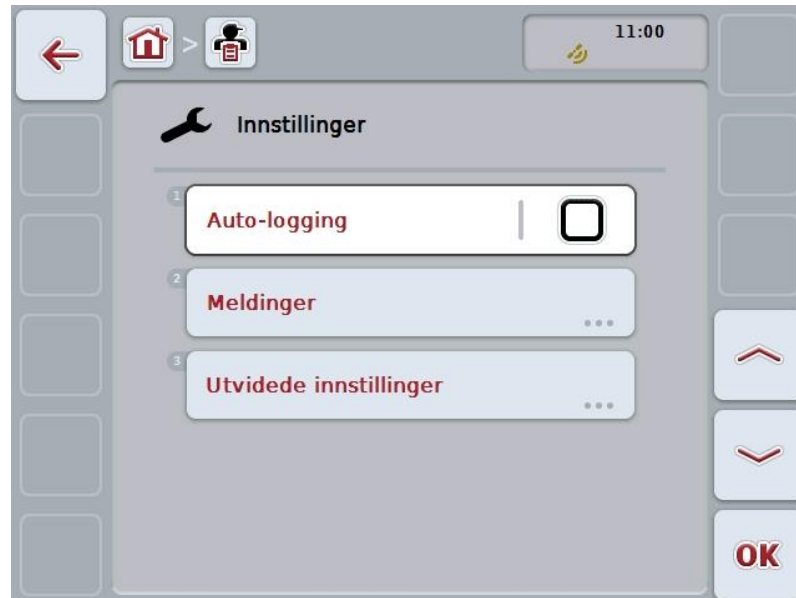 11:00
Innstillinger
1
Auto-logging
2
Meldinger
...
3
Utvidede innstillinger
...
OK